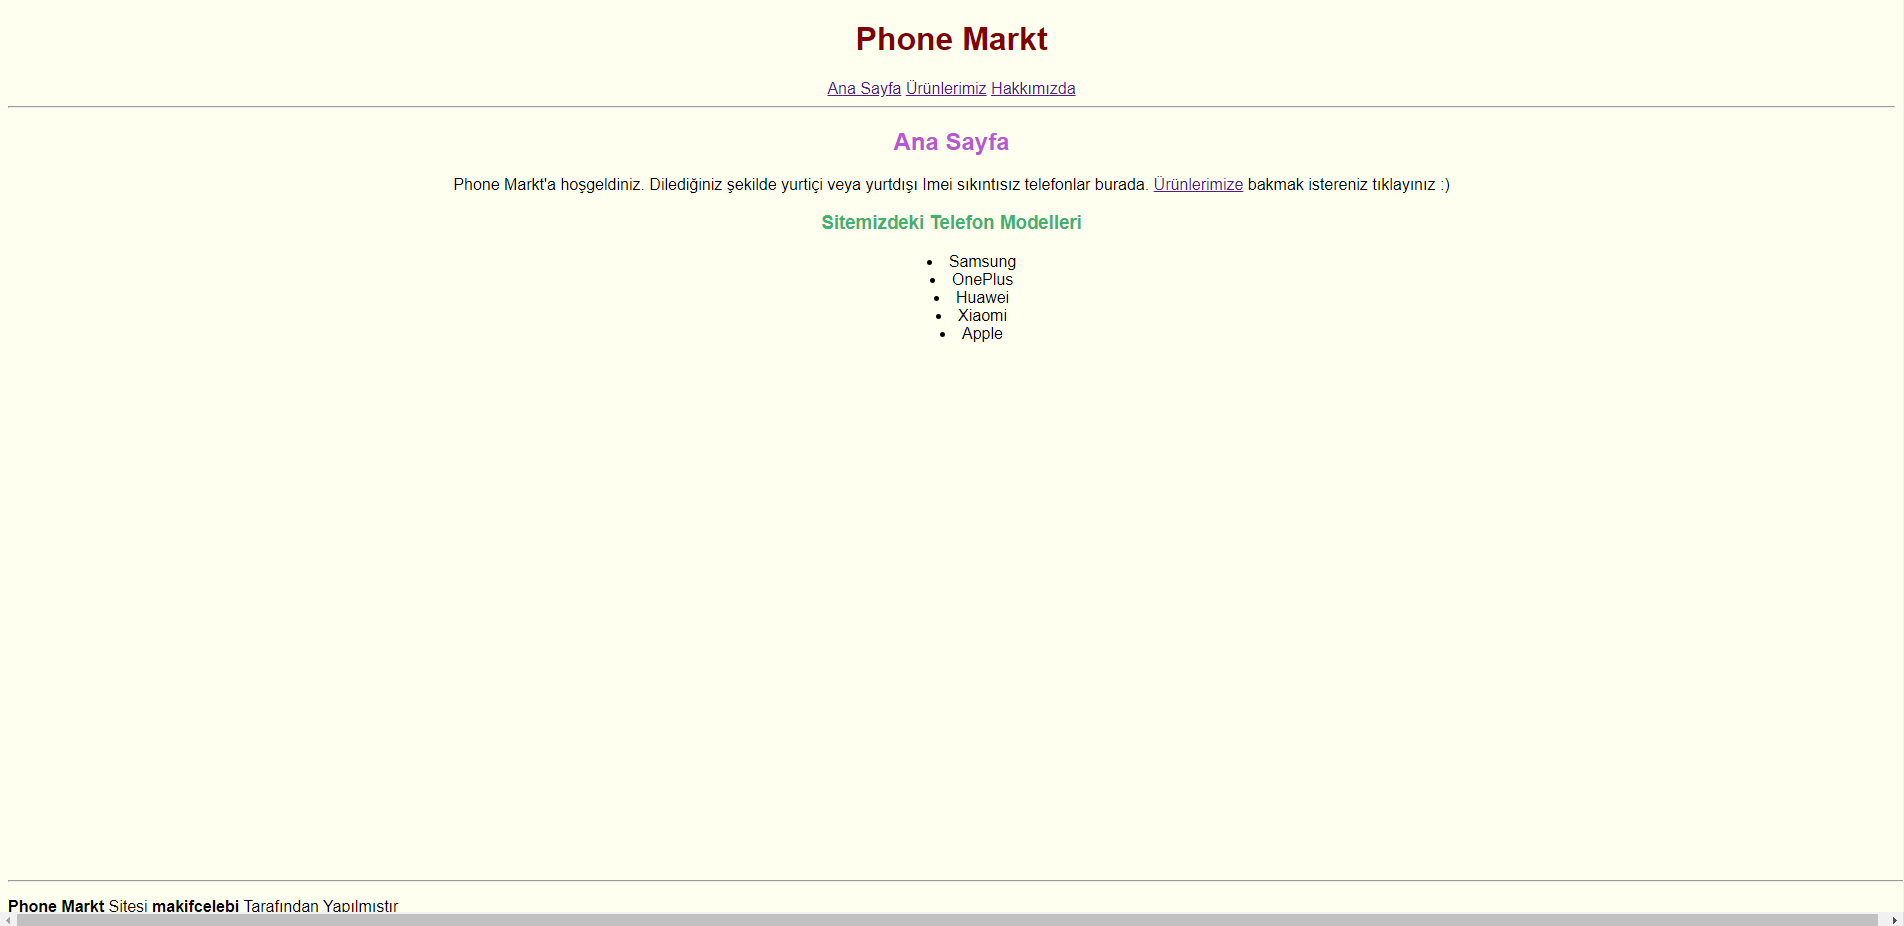 Phone Markt
Ana Sayfa Ürünlerimiz Hakkımızda
Ana Sayfa
Phone Markt'a hoşgeldiniz. Dilediğiniz şekilde yurtiçi veya yurtdışı Imei sıkıntısız telefonlar burada. Ürünlerimize bakmak istereniz tıklayınız :)
Sitemizdeki Telefon Modelleri
Samsung
OnePlus
Huawei
Xiaomi
Apple
Phone Markt Sitesi makifcelebi Tarafından Yapılmıştır